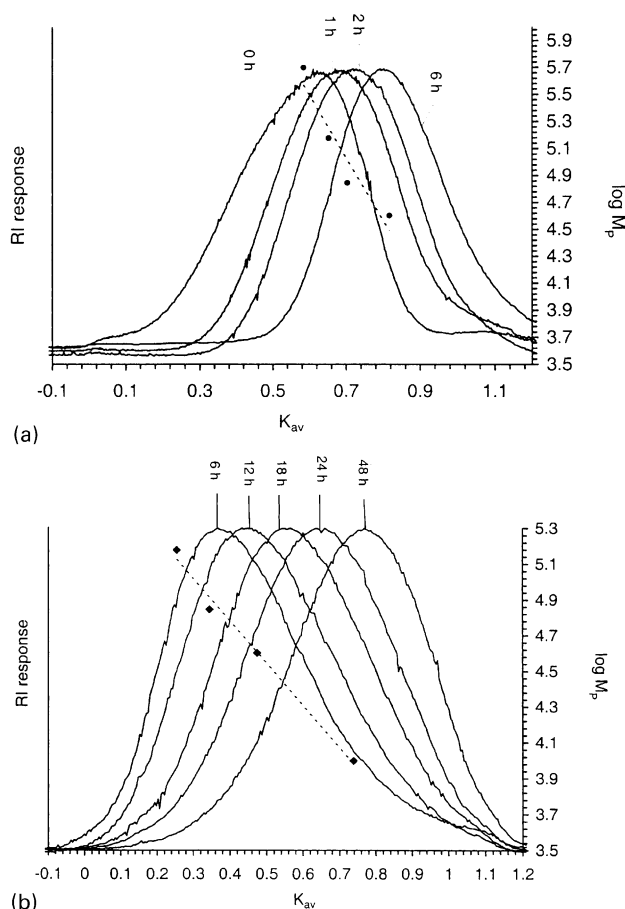 0 h
1 h
2 h
6 h
RI response
5.9
5.7
5.5
5.3
5.1
4.9
4.7
4.5
4.3
4.1
3.9
3.7
3.5
log Mₚ
-0.1
0.1
0.3
0.5
0.7
0.9
1.1
K_av
(a)
6 h
12 h
18 h
24 h
48 h
RI response
5.3
5.1
4.9
4.7
4.5
4.3
4.1
3.9
3.7
3.5
log Mₚ
-0.1 0 0.1 0.2 0.3 0.4 0.5 0.6 0.7 0.8 0.9 1.0 1.1 1.2
K_av
(b)